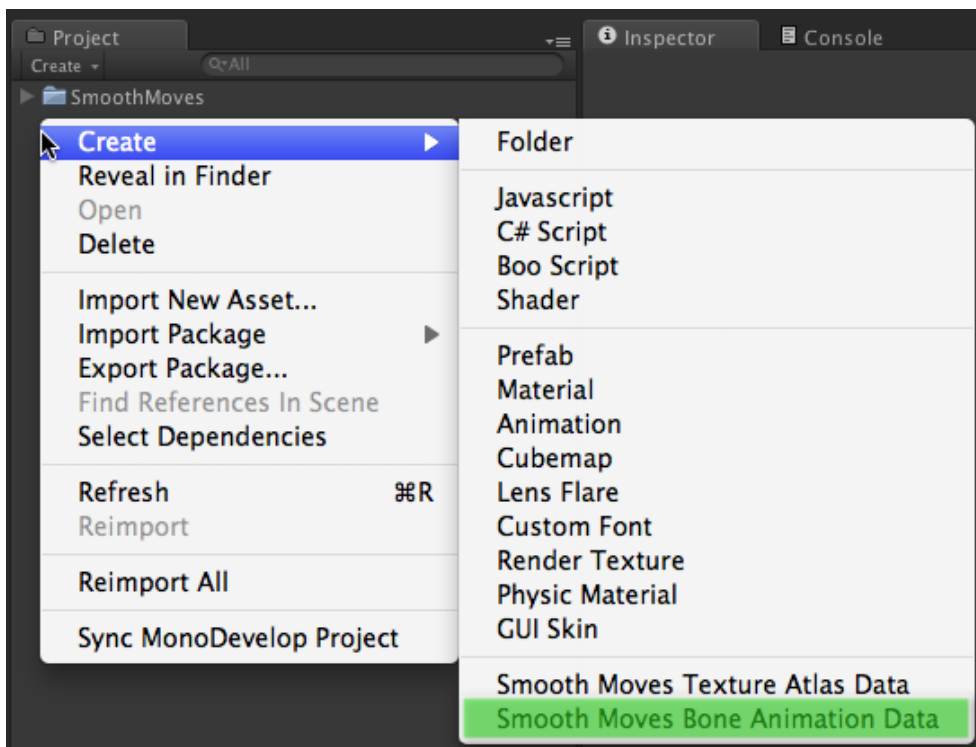 Project
Inspector
Console
Create
All
SmoothMoves
Create
Reveal in Finder
Open
Delete
Import New Asset...
Import Package
Export Package...
Find References In Scene
Select Dependencies
Refresh ⌘R
Reimport
Reimport All
Sync MonoDevelop Project
Folder
Javascript
C# Script
Boo Script
Shader
Prefab
Material
Animation
Cubemap
Lens Flare
Custom Font
Render Texture
Physic Material
GUI Skin
Smooth Moves Texture Atlas Data
Smooth Moves Bone Animation Data